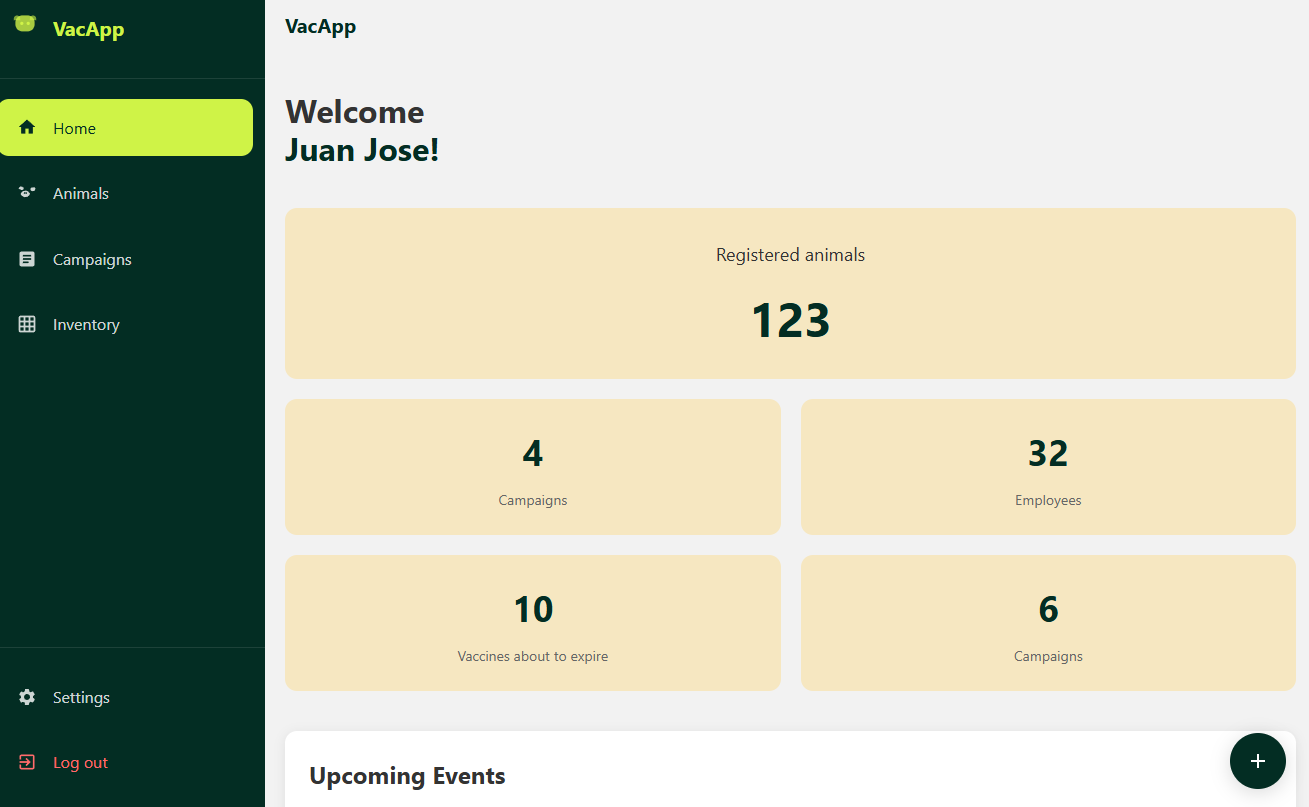 VacApp
Home
Animals
Campaigns
Inventory
Settings
Log out
VacApp
Welcome
Juan Jose!
Registered animals
123
4
Campaigns
32
Employees
10
Vaccines about to expire
6
Campaigns
Upcoming Events
+